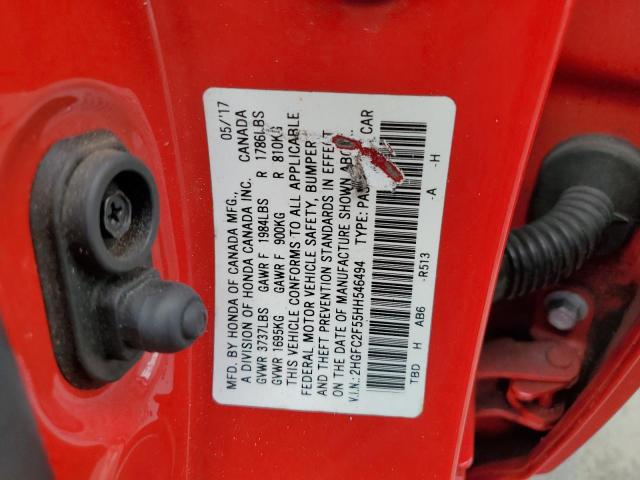 MFD. BY HONDA OF CANADA MFG., 05/'17
A DIVISION OF HONDA CANADA INC. CANADA
GVWR 3737LBS GAWR F 1984LBS R 1786LBS
GVWR 1695KG GAWR F 900KG R 810KG
THIS VEHICLE CONFORMS TO ALL APPLICABLE
FEDERAL MOTOR VEHICLE SAFETY, BUMPER
AND THEFT PREVENTION STANDARDS IN EFFECT
ON THE DATE OF MANUFACTURE SHOWN
V.I.N.: 2HGFC2F55HH546494 TYPE: CAR
TBD H AB6 -R513 -A -H